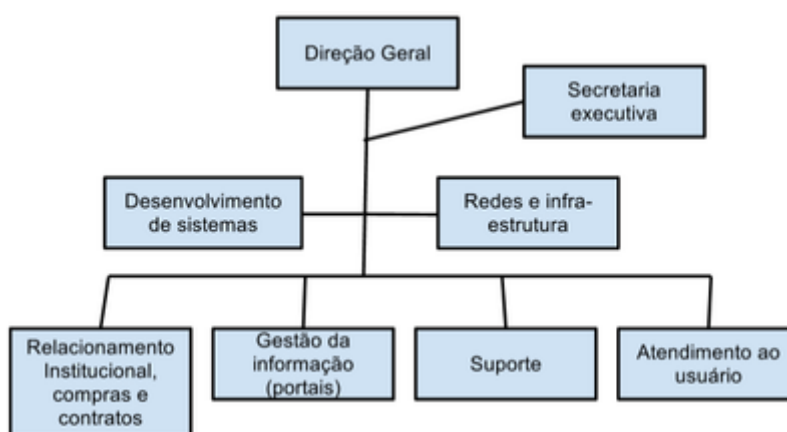 Direção Geral
Secretaria
executiva
Desenvolvimento
de sistemas
Redes e infra-
estrutura
Relacionamento
Institucional,
compras e
contratos
Gestão da
informação
(portais)
Suporte
Atendimento ao
usuário